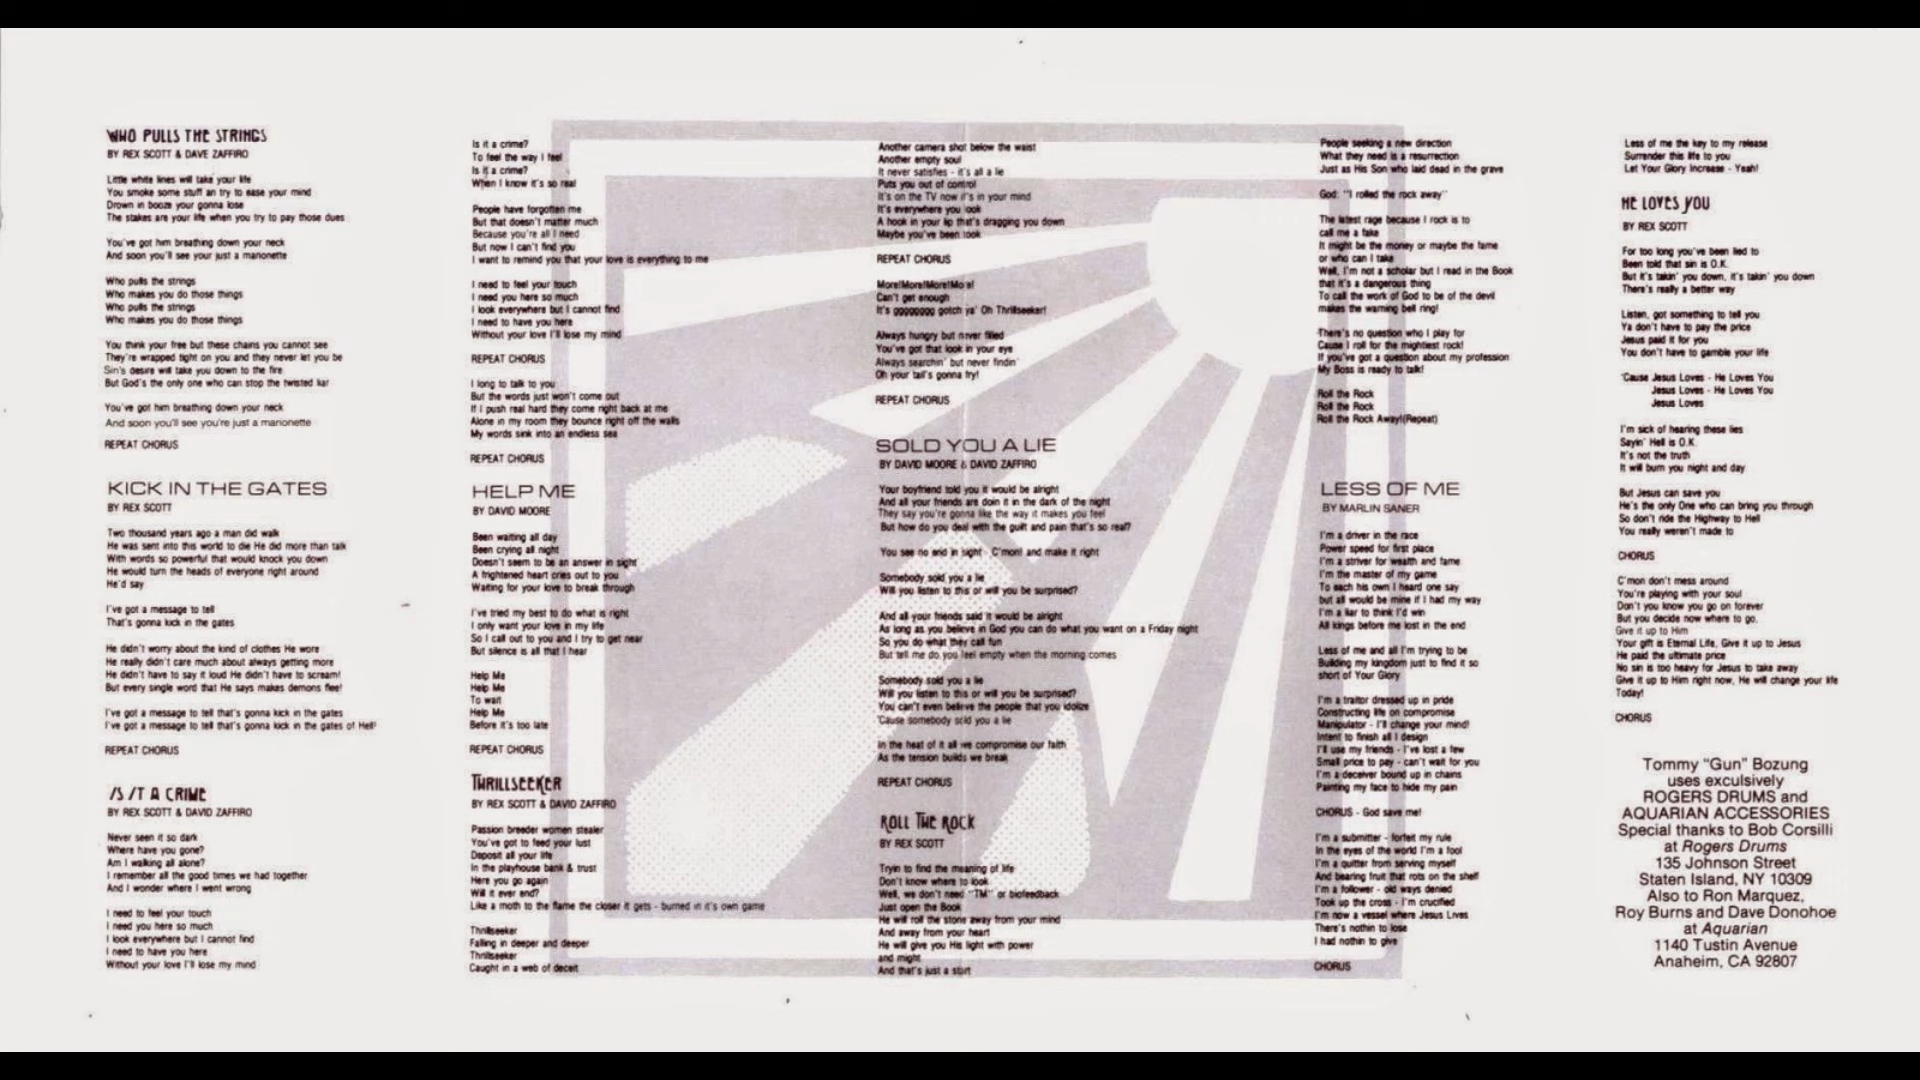 WHO PULLS THE STRINGS
BY REX SCOTT & DAVE ZAFFIRO
Little white lines will take your life
You smoke some stuff an try to ease your mind
Drown in booze your gonna lose
The stakes are your life when you try to pay those dues
You've got him breathing down your neck
And soon you'll see your just a marionette
Who pulls the strings
Who makes you do those things
Who pulls the strings
Who makes you do those things
You think your free but these chains you cannot see
They're wrapped tight on you and they never let you be
Sin's desire will take you down to the fire
But God's the only one who can stop the twisted liar
You've got him breathing down your neck
And soon you'll see you're just a marionette
REPEAT CHORUS
KICK IN THE GATES
BY REX SCOTT
Two thousand years ago a man did walk
He was sent into this world to die He did more than talk
With words so powerful that would knock you down
He would turn the heads of everyone right around
He'd say
I've got a message to tell
That's gonna kick in the gates
He didn't worry about the kind of clothes He wore
He really didn't care much about always getting more
He didn't have to say it loud He didn't have to scream!
But every single word that He says makes demons flee!
I've got a message to tell that's gonna kick in the gates
I've got a message to tell that's gonna kick in the gates of Hell!
REPEAT CHORUS
IS IT A CRIME
BY REX SCOTT & DAVID ZAFFIRO
Never seen it so dark
Where have you gone?
Am I walking all alone?
I remember all the good times we had together
And I wonder where I went wrong
I need to feel your touch
I need you here so much
I look everywhere but I cannot find
I need to have you here
Without your love I'll lose my mind
Is it a crime?
To feel the way I feel
Is it a crime?
When I know it's so real
People have forgotten me
But that doesn't matter much
Because you're all I need
But now I can't find you
I want to remind you that your love is everything to me
I need to feel your touch
I need you here so much
I look everywhere but I cannot find
I need to have you here
Without your love I'll lose my mind
REPEAT CHORUS
I long to talk to you
But the words just won't come out
If I push real hard they come right back at me
Alone in my room they bounce right off the walls
My words sink into an endless sea
REPEAT CHORUS
HELP ME
BY DAVID MOORE
Been waiting all day
Been crying all night
Doesn't seem to be an answer in sight
A frightened heart cries out to you
Waiting for your love to break through
I've tried my best to do what is right
I only want your love in my life
So I call out to you and I try to get near
But silence is all that I hear
Help Me
Help Me
To wait
Help Me
Before it's too late
REPEAT CHORUS
THRILLSEEKER
BY REX SCOTT & DAVID ZAFFIRO
Passion breeder women stealer
You've got to feed your lust
Deposit all your life
In the playhouse bank & trust
Here you go again
Will it ever end?
Like a moth to the flame the closer it gets - burned in it's own game
Thrillseeker
Falling in deeper and deeper
Thrillseeker
Caught in a web of deceit
Another camera shot below the waist
Another empty soul
It never satisfies - it's all a lie
Puts you out of control
It's on the TV now it's in your mind
It's everywhere you look
A hook in your lip that's dragging you down
Maybe you've been took
REPEAT CHORUS
More!More!More!More!
Can't get enough
It's gggggggg gotch ya' Oh Thrillseeker!
Always hungry but never filled
You've got that look in your eye
Always searchin' but never findin'
Oh your tail's gonna fry!
REPEAT CHORUS
SOLD YOU A LIE
BY DAVID MOORE & DAVID ZAFFIRO
Your boyfriend told you it would be alright
And all your friends are doin it in the dark of the night
They say you're gonna like the way it makes you feel
But how do you deal with the guilt and pain that's so real?
You see no end in sight - C'mon! and make it right
Somebody sold you a lie
Will you listen to this or will you be surprised?
And all your friends said it would be alright
As long as you believe in God you can do what you want on a Friday night
So you do what they call fun
But tell me do you feel empty when the morning comes
Somebody sold you a lie
Will you listen to this or will you be surprised?
You can't even believe the people that you idolize
'Cause somebody sold you a lie
In the heat of it all we compromise our faith
As the tension builds we break
REPEAT CHORUS
ROLL THE ROCK
BY REX SCOTT
Tryin to find the meaning of life
Don't know where to look
Well, we don't need "TM" or biofeedback
Just open the Book
He will roll the stone away from your mind
And away from your heart
He will give you His light with power
and might
And that's just a start
People seeking a new direction
What they need is a resurrection
Just as His Son who laid dead in the grave
God: "I rolled the rock away"
The latest rage because I rock is to
call me a fake
It might be the money or maybe the fame
or who can I take
Well, I'm not a scholar but I read in the Book
that it's a dangerous thing
To call the work of God to be of the devil
makes the warning bell ring!
There's no question who I play for
Cause I roll for the mightiest rock!
If you've got a question about my profession
My Boss is ready to talk!
Roll the Rock
Roll the Rock
Roll the Rock Away!(Repeat)
LESS OF ME
BY MARLIN SANER
I'm a driver in the race
Power speed for first place
I'm a striver for wealth and fame
I'm the master of my game
To each his own I heard one say
but all would be mine if I had my way
I'm a liar to think I'd win
All kings before me lost in the end
Less of me and all I'm trying to be
Building my kingdom just to find it so
short of Your Glory
I'm a traitor dressed up in pride
Constructing life on compromise
Manipulator - I'll change your mind!
Intent to finish all I design
I'll use my friends - I've lost a few
Small price to pay - can't wait for you
I'm a deceiver bound up in chains
Painting my face to hide my pain
CHORUS - God save me!
I'm a submitter - forfeit my rule
In the eyes of the world I'm a fool
I'm a quitter from serving myself
And bearing fruit that rots on the shelf
I'm a follower - old ways denied
Took up the cross - I'm crucified
I'm now a vessel where Jesus Lives
There's nothin to lose
I had nothin to give
CHORUS
Less of me the key to my release
Surrender this life to you
Let Your Glory Increase - Yeah!
HE LOVES YOU
BY REX SCOTT
For too long you've been lied to
Been told that sin is O.K.
But it's takin' you down, it's takin' you down
There's really a better way
Listen, got something to tell you
Ya don't have to pay the price
Jesus paid it for you
You don't have to gamble your life
'Cause Jesus Loves - He Loves You
Jesus Loves - He Loves You
Jesus Loves
I'm sick of hearing these lies
Sayin' Hell is O.K.
It's not the truth
It will burn you night and day
But Jesus can save you
He's the only One who can bring you through
So don't ride the Highway to Hell
You really weren't made to
CHORUS
C'mon don't mess around
You're playing with your soul
Don't you know you go on forever
But you decide now where to go.
Give it up to Him
Your gift is Eternal Life, Give it up to Jesus
He paid the ultimate price
No sin is too heavy for Jesus to take away
Give it up to Him right now, He will change your life
Today!
CHORUS
Tommy "Gun" Bozung
uses exculsively
ROGERS DRUMS and
AQUARIAN ACCESSORIES
Special thanks to Bob Corsilli
at Rogers Drums
135 Johnson Street
Staten Island, NY 10309
Also to Ron Marquez,
Roy Burns and Dave Donohoe
at Aquarian
1140 Tustin Avenue
Anaheim, CA 92807